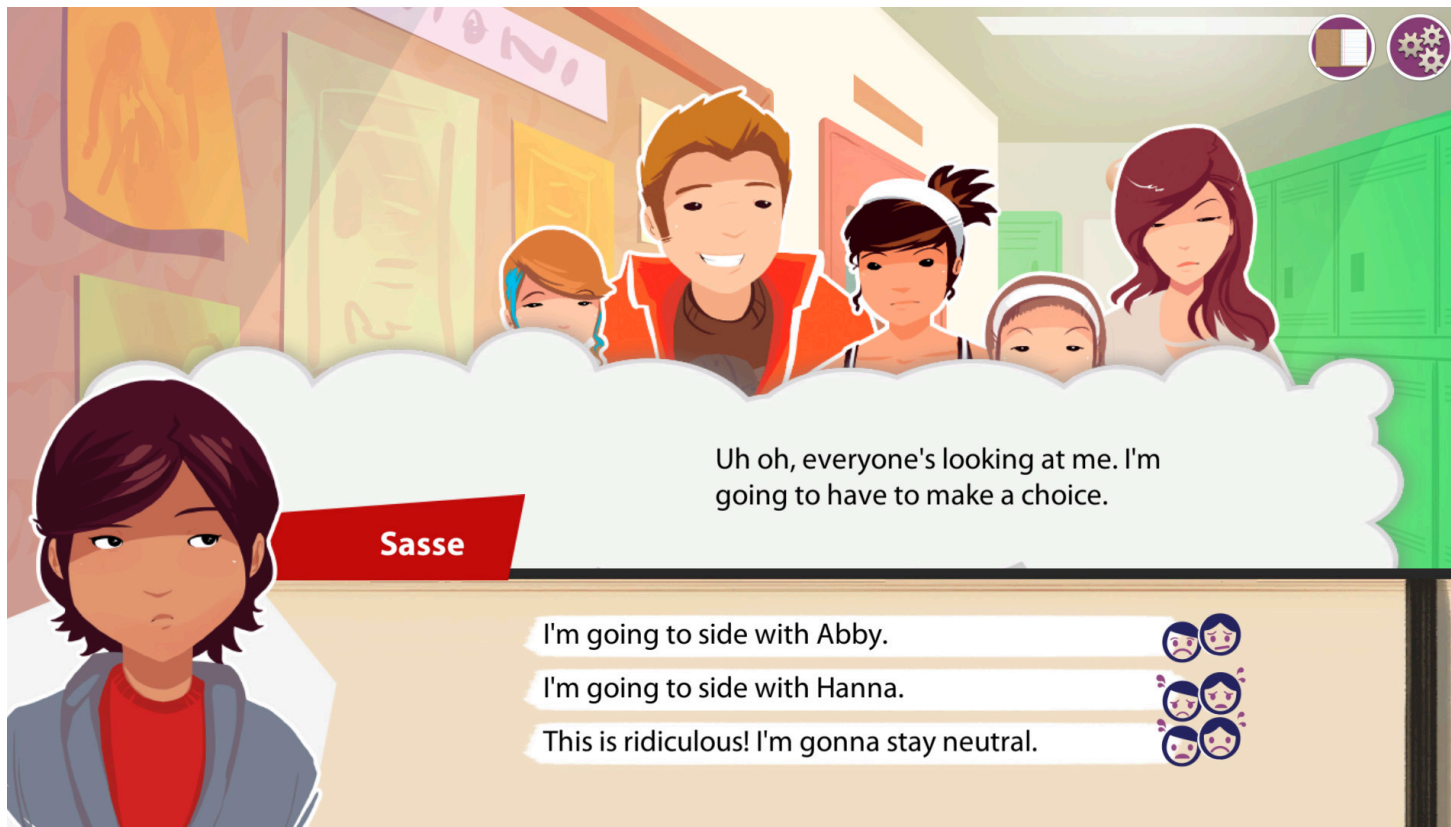 Uh oh, everyone's looking at me. I'm
going to have to make a choice.
Sasse
I'm going to side with Abby.
I'm going to side with Hanna.
This is ridiculous! I'm gonna stay neutral.